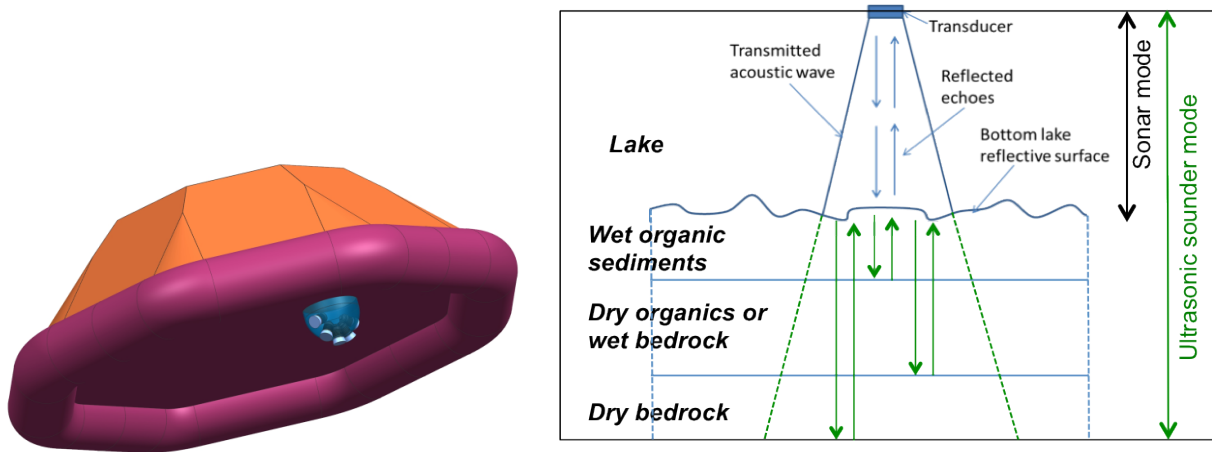 Transducer
Transmitted
acoustic wave
Reflected
echoes
Bottom lake
reflective surface
Lake
Wet organic
sediments
Dry organics or
wet bedrock
Dry bedrock
Sonar mode
Ultrasonic sounder mode